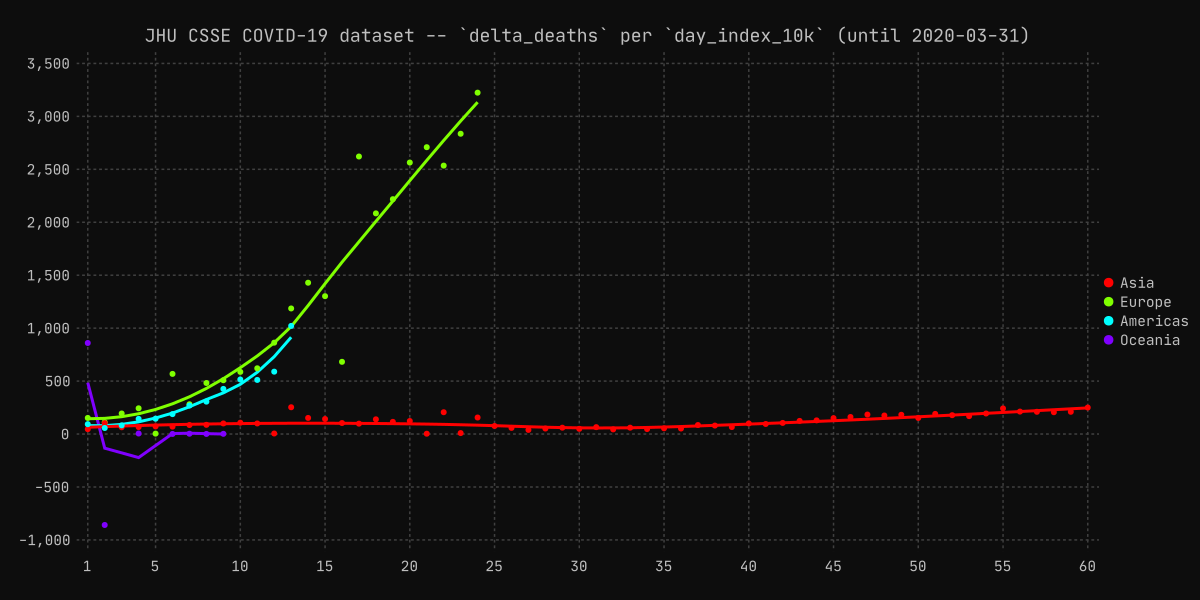 JHU CSSE COVID-19 dataset -- `delta_deaths` per `day_index_10k` (until 2020-03-31)
3,500
3,000
2,500
2,000
1,500
1,000
500
0
-500
-1,000
1 5 10 15 20 25 30 35 40 45 50 55 60
Asia
Europe
Americas
Oceania